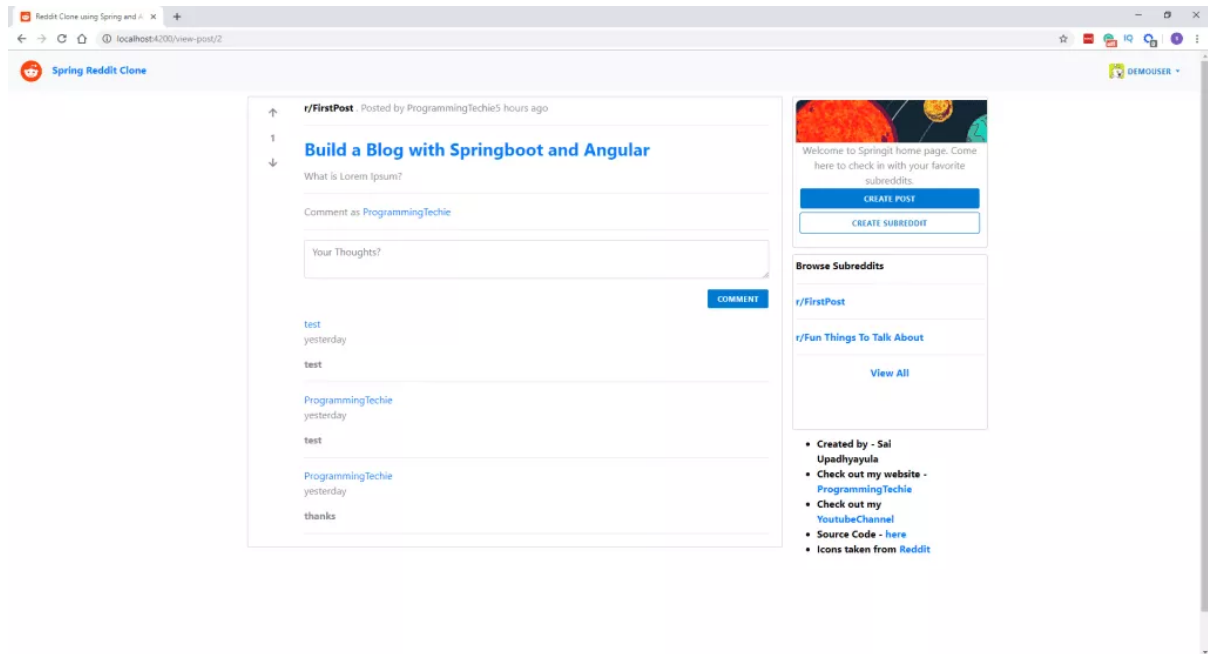 Reddit Clone using Spring and A
localhost:4200/view-post/2
Spring Reddit Clone
DEMOUSER
r/FirstPost . Posted by ProgrammingTechie5 hours ago
1
Build a Blog with Springboot and Angular
What is Lorem Ipsum?
Comment as ProgrammingTechie
Your Thoughts?
COMMENT
test
yesterday
test
ProgrammingTechie
yesterday
test
ProgrammingTechie
yesterday
thanks
Welcome to Springit home page. Come
here to check in with your favorite
subreddits.
CREATE POST
CREATE SUBREDDIT
Browse Subreddits
r/FirstPost
r/Fun Things To Talk About
View All
• Created by - Sai
Upadhyayula
• Check out my website -
ProgrammingTechie
• Check out my
YoutubeChannel
• Source Code - here
• Icons taken from Reddit